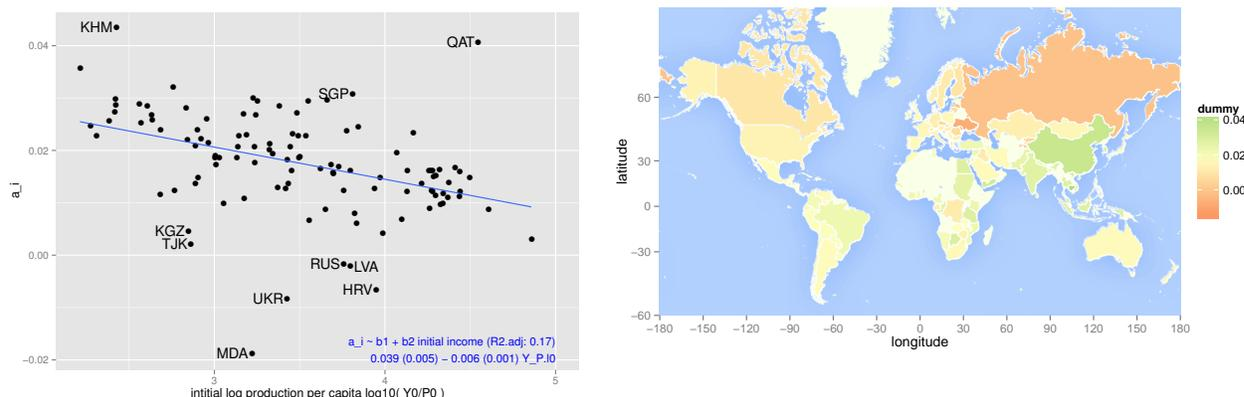 KHM
QAT
SGP
KGZ
TJK
RUS
LVA
HRV
UKR
MDA
a_i ~ b1 + b2 initial income (R2.adj: 0.17)
0.039 (0.005) − 0.006 (0.001) Y_P.I0
0.04
0.02
0.00
−0.02
a_i
3
4
5
intitial log production per capita log10( Y0/P0 )
latitude
60
30
0
−30
−60
−180
−150
−120
−90
−60
−30
0
30
60
90
120
150
180
longitude
dummy
0.04
0.02
0.00